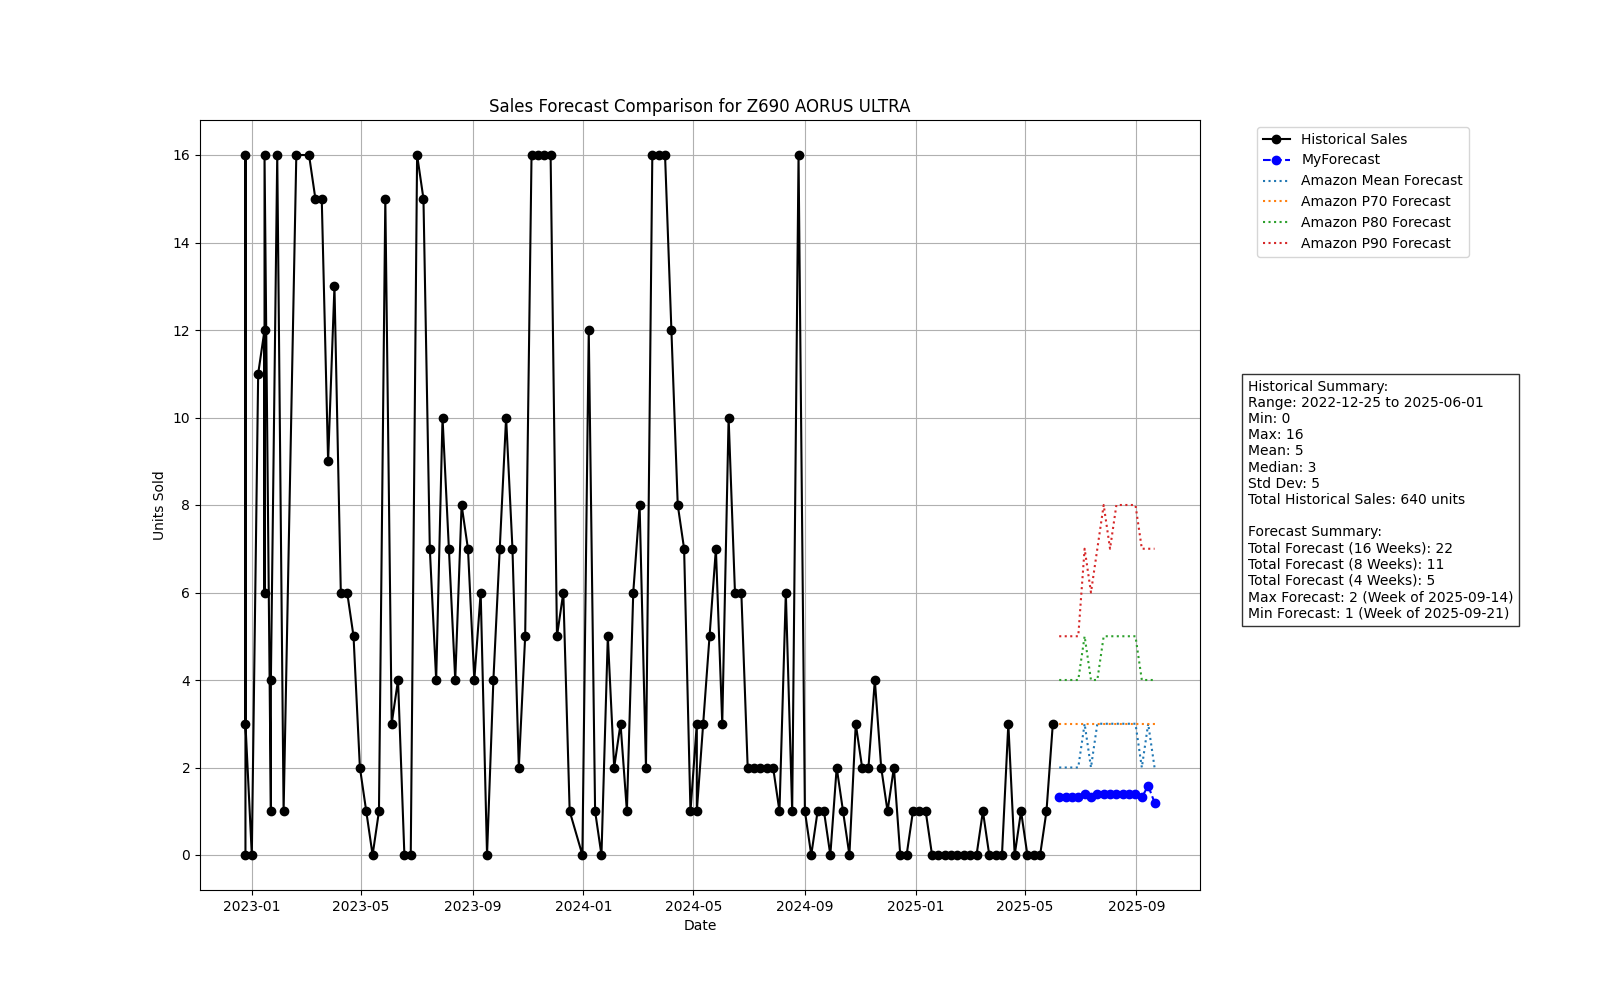 Sales Forecast Comparison for Z690 AORUS ULTRA
Historical Sales
MyForecast
Amazon Mean Forecast
Amazon P70 Forecast
Amazon P80 Forecast
Amazon P90 Forecast
Units Sold
16
14
12
10
8
6
4
2
0
2023-01
2023-05
2023-09
2024-01
2024-05
2024-09
2025-01
2025-05
2025-09
Date
Historical Summary:
Range: 2022-12-25 to 2025-06-01
Min: 0
Max: 16
Mean: 5
Median: 3
Std Dev: 5
Total Historical Sales: 640 units
Forecast Summary:
Total Forecast (16 Weeks): 22
Total Forecast (8 Weeks): 11
Total Forecast (4 Weeks): 5
Max Forecast: 2 (Week of 2025-09-14)
Min Forecast: 1 (Week of 2025-09-21)